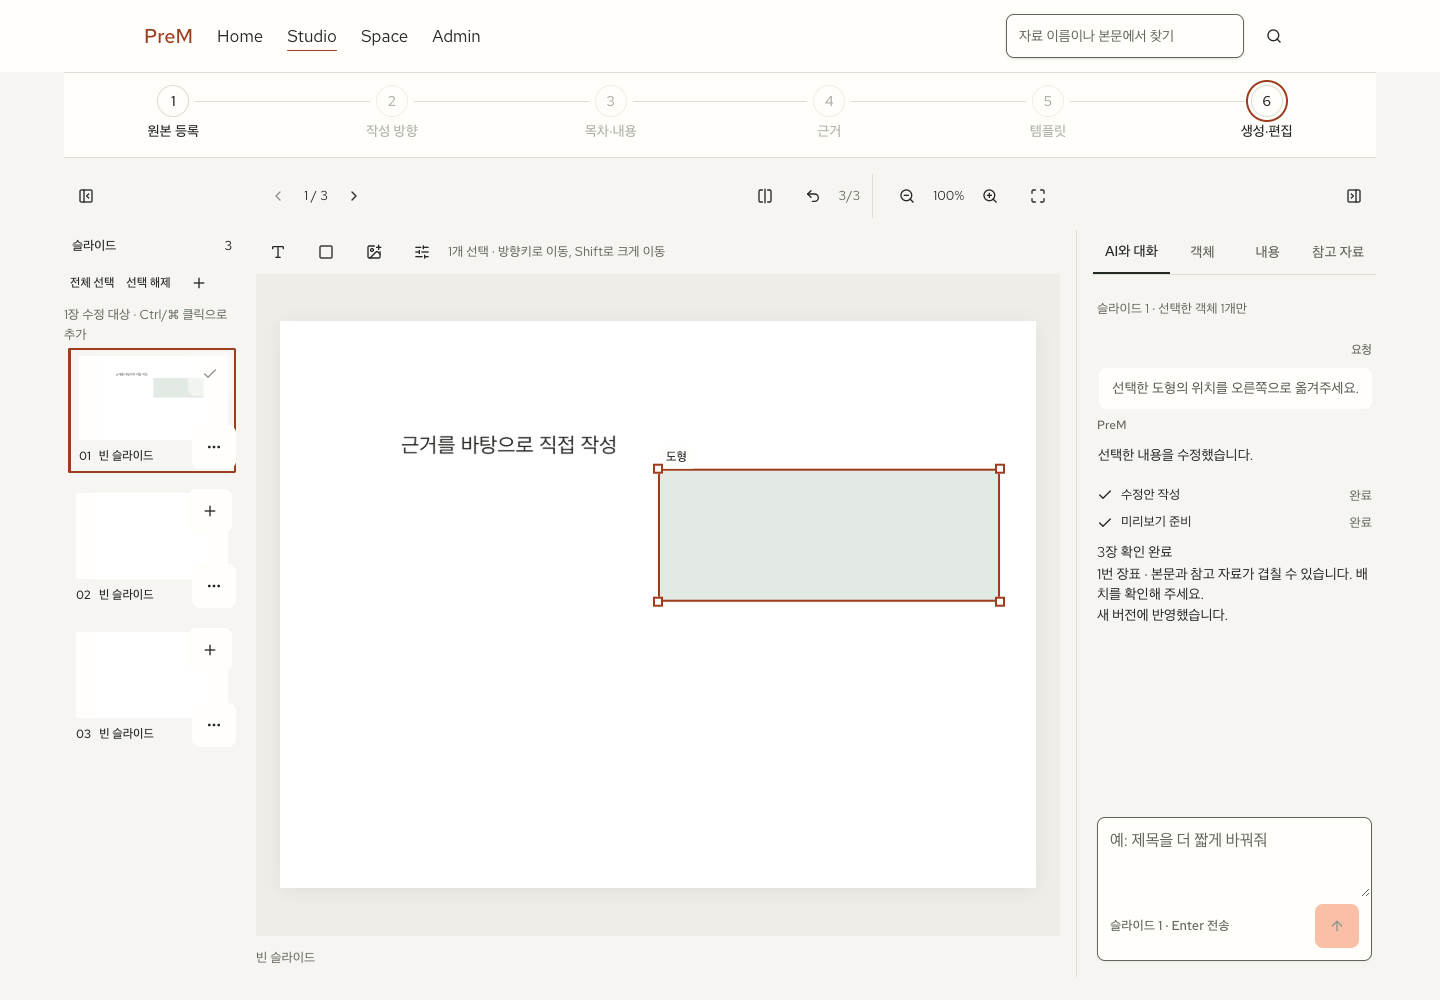 PreM Home Studio Space Admin
자료 이름이나 본문에서 찾기
1 2 3 4 5 6
원본 등록 작성 방향 목차·내용 근거 템플릿 생성·편집
1 / 3
3/3
100%
슬라이드 3
전체 선택 선택 해제
1장 수정 대상 · Ctrl/⌘ 클릭으로
추가
01 빈 슬라이드
02 빈 슬라이드
03 빈 슬라이드
1개 선택 · 방향키로 이동, Shift로 크게 이동
근거를 바탕으로 직접 작성
도형
빈 슬라이드
AI와 대화 객체 내용 참고 자료
슬라이드 1 · 선택한 객체 1개만
요청
선택한 도형의 위치를 오른쪽으로 옮겨주세요.
PreM
선택한 내용을 수정했습니다.
수정안 작성 완료
미리보기 준비 완료
3장 확인 완료
1번 장표 · 본문과 참고 자료가 겹칠 수 있습니다. 배
치를 확인해 주세요.
새 버전에 반영했습니다.
예: 제목을 더 짧게 바꿔줘
슬라이드 1 · Enter 전송